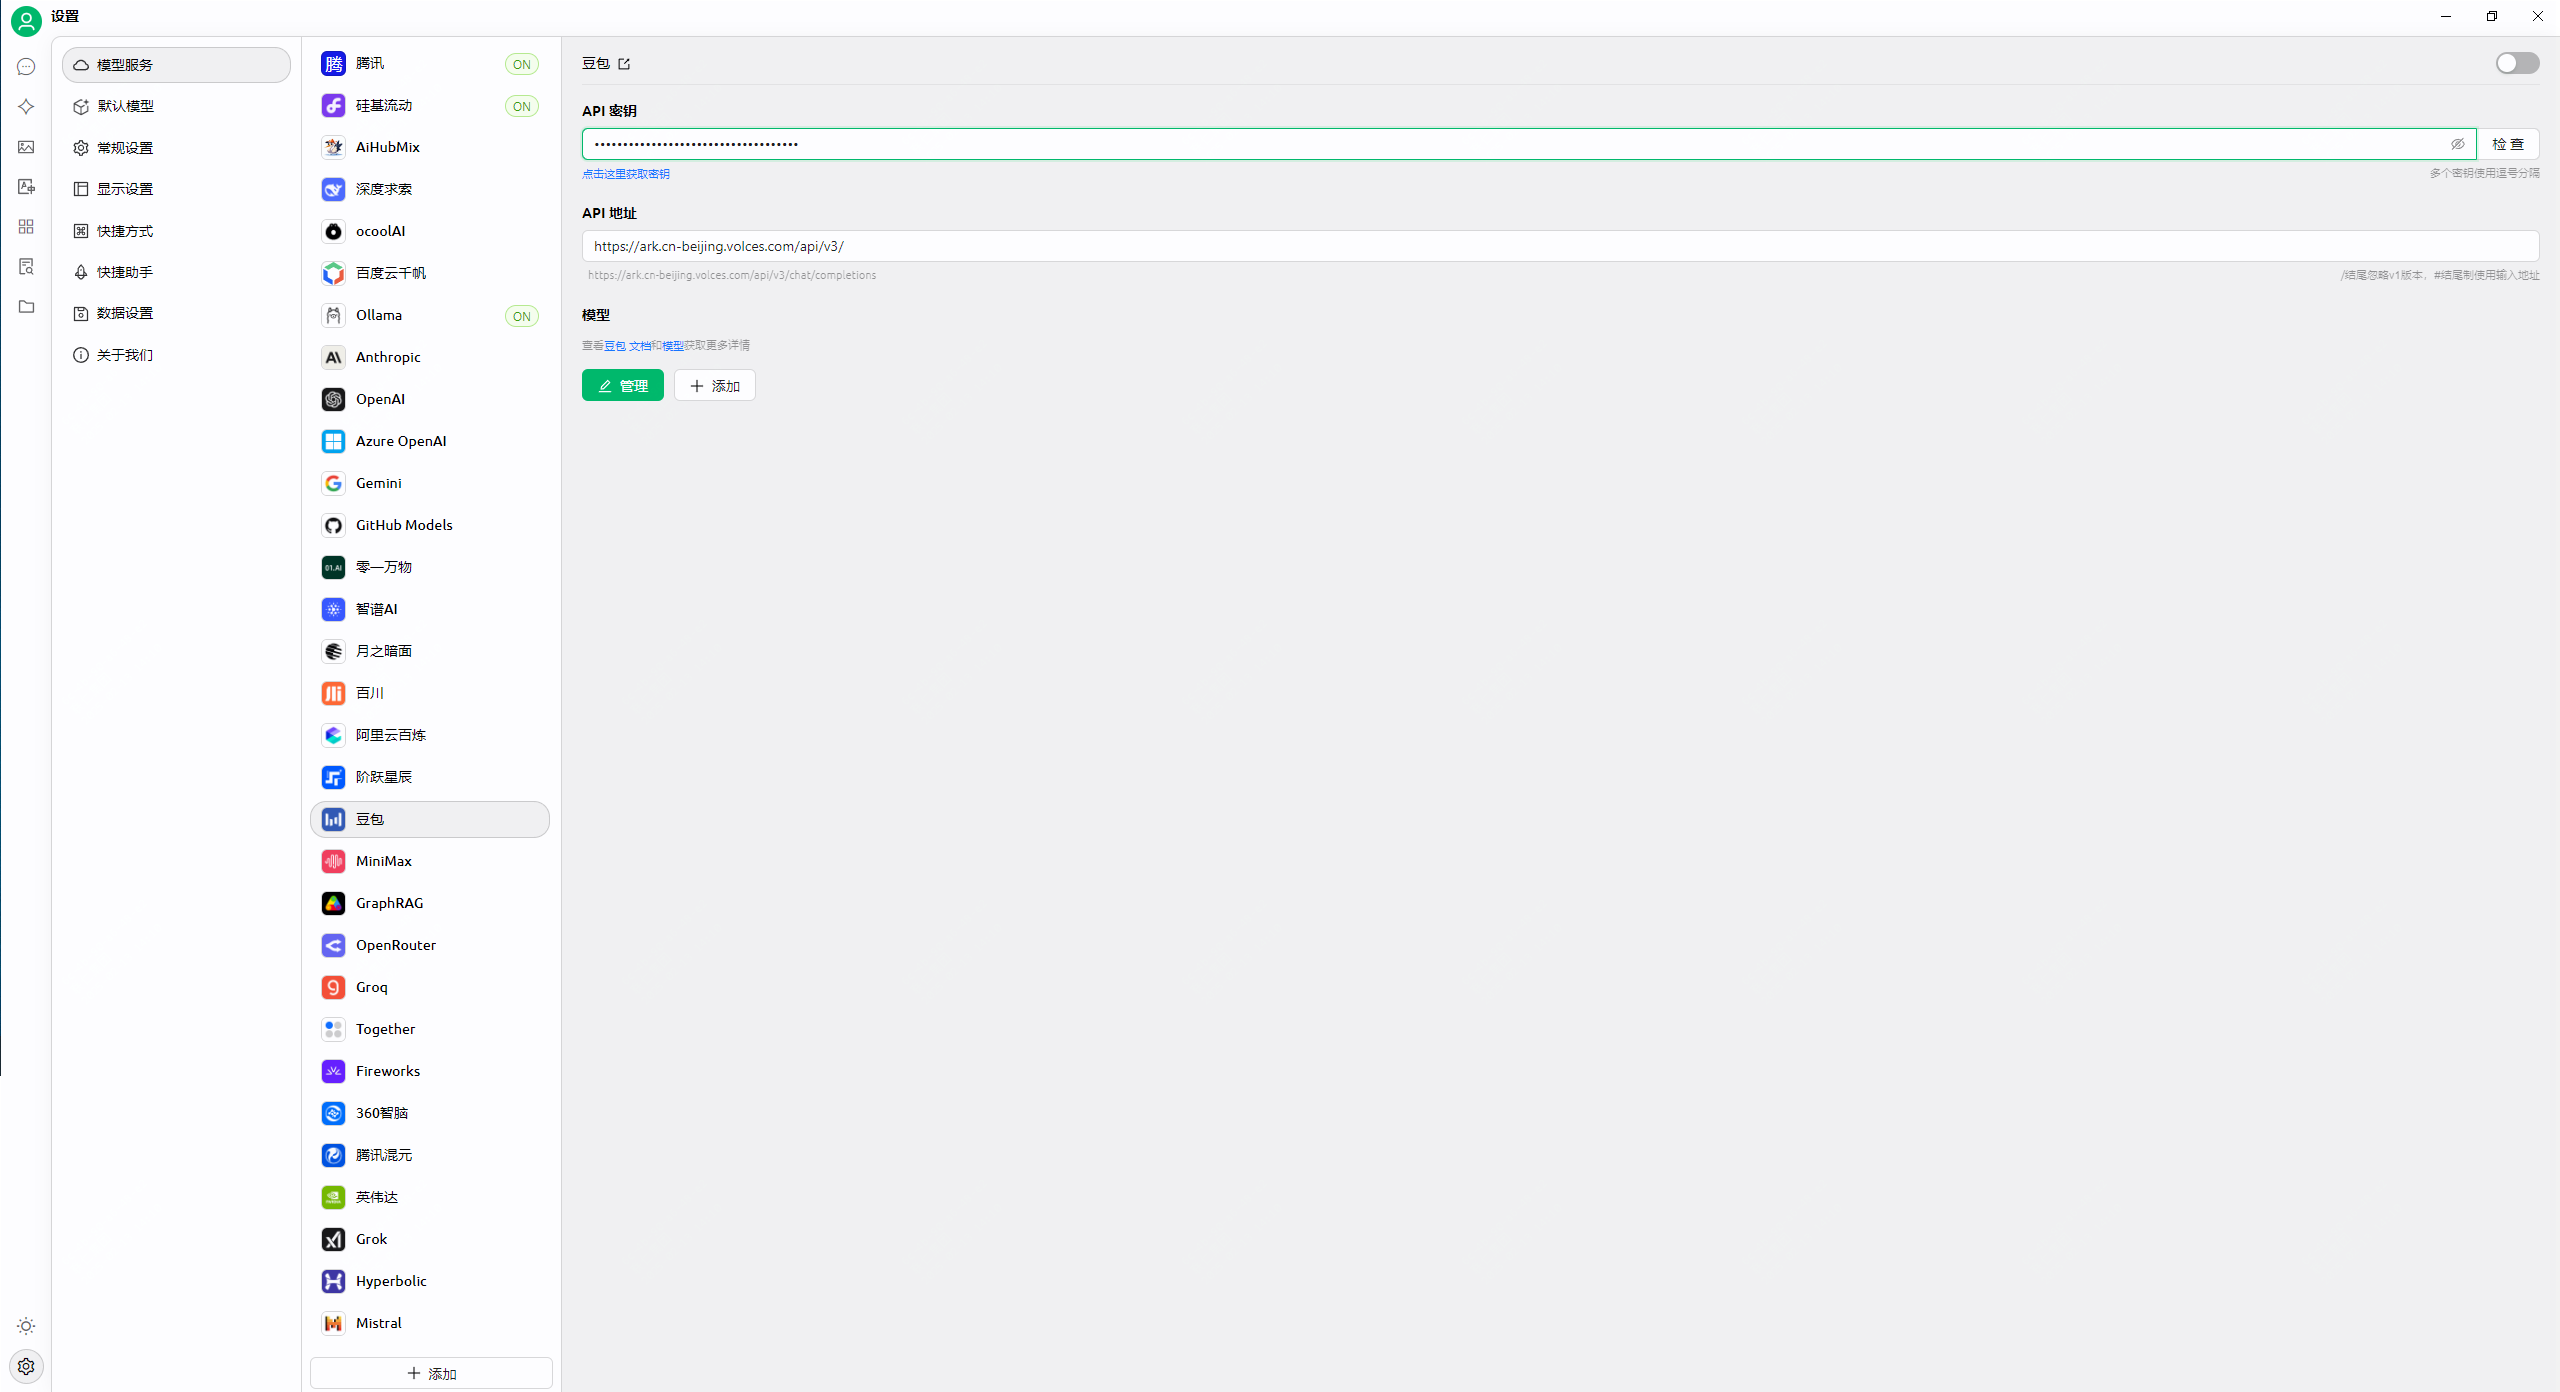 设置
模型服务
默认模型
常规设置
显示设置
快捷方式
快捷助手
数据设置
关于我们
腾 腾讯 ON
硅基流动 ON
AiHubMix
深度求索
ocoolAI
百度云千帆
Ollama ON
Anthropic
OpenAI
Azure OpenAI
Gemini
GitHub Models
01.AI 零一万物
智谱AI
月之暗面
百川
阿里云百炼
阶跃星辰
豆包
MiniMax
GraphRAG
OpenRouter
Groq
Together
Fireworks
360智脑
腾讯混元
英伟达
Grok
Hyperbolic
Mistral
添加
豆包
API 密钥
••••••••••••••••••••••••••••••••••••
检 查
点击这里获取密钥
多个密钥使用逗号分隔
API 地址
https://ark.cn-beijing.volces.com/api/v3/
https://ark.cn-beijing.volces.com/api/v3/chat/completions
/结尾忽略v1版本，#结尾制使用输入地址
模型
查看豆包 文档和模型获取更多详情
管理
添加